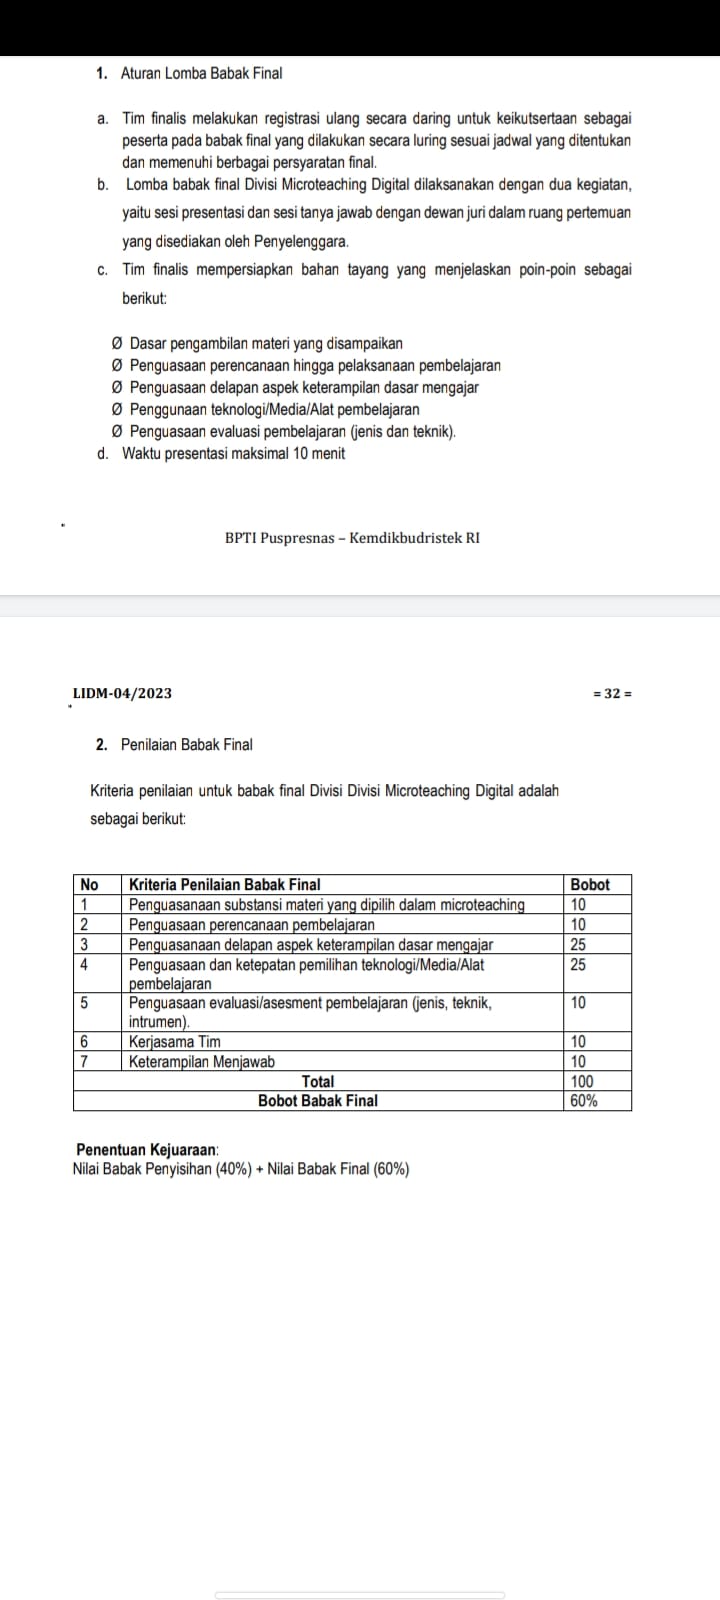 1. Aturan Lomba Babak Final
a. Tim finalis melakukan registrasi ulang secara daring untuk keikutsertaan sebagai
peserta pada babak final yang dilakukan secara luring sesuai jadwal yang ditentukan
dan memenuhi berbagai persyaratan final.
b. Lomba babak final Divisi Microteaching Digital dilaksanakan dengan dua kegiatan,
yaitu sesi presentasi dan sesi tanya jawab dengan dewan juri dalam ruang pertemuan
yang disediakan oleh Penyelenggara.
c. Tim finalis mempersiapkan bahan tayang yang menjelaskan poin-poin sebagai
berikut:
Ø Dasar pengambilan materi yang disampaikan
Ø Penguasaan perencanaan hingga pelaksanaan pembelajaran
Ø Penguasaan delapan aspek keterampilan dasar mengajar
Ø Penggunaan teknologi/Media/Alat pembelajaran
Ø Penguasaan evaluasi pembelajaran (jenis dan teknik).
d. Waktu presentasi maksimal 10 menit
BPTI Puspresnas – Kemdikbudristek RI
LIDM-04/2023 = 32 =
2. Penilaian Babak Final
Kriteria penilaian untuk babak final Divisi Divisi Microteaching Digital adalah
sebagai berikut:
No Kriteria Penilaian Babak Final Bobot
1 Penguasanaan substansi materi yang dipilih dalam microteaching 10
2 Penguasaan perencanaan pembelajaran 10
3 Penguasanaan delapan aspek keterampilan dasar mengajar 25
4 Penguasaan dan ketepatan pemilihan teknologi/Media/Alat 25
pembelajaran
5 Penguasaan evaluasi/asesment pembelajaran (jenis, teknik, 10
intrumen).
6 Kerjasama Tim 10
7 Keterampilan Menjawab 10
Total 100
Bobot Babak Final 60%
Penentuan Kejuaraan:
Nilai Babak Penyisihan (40%) + Nilai Babak Final (60%)